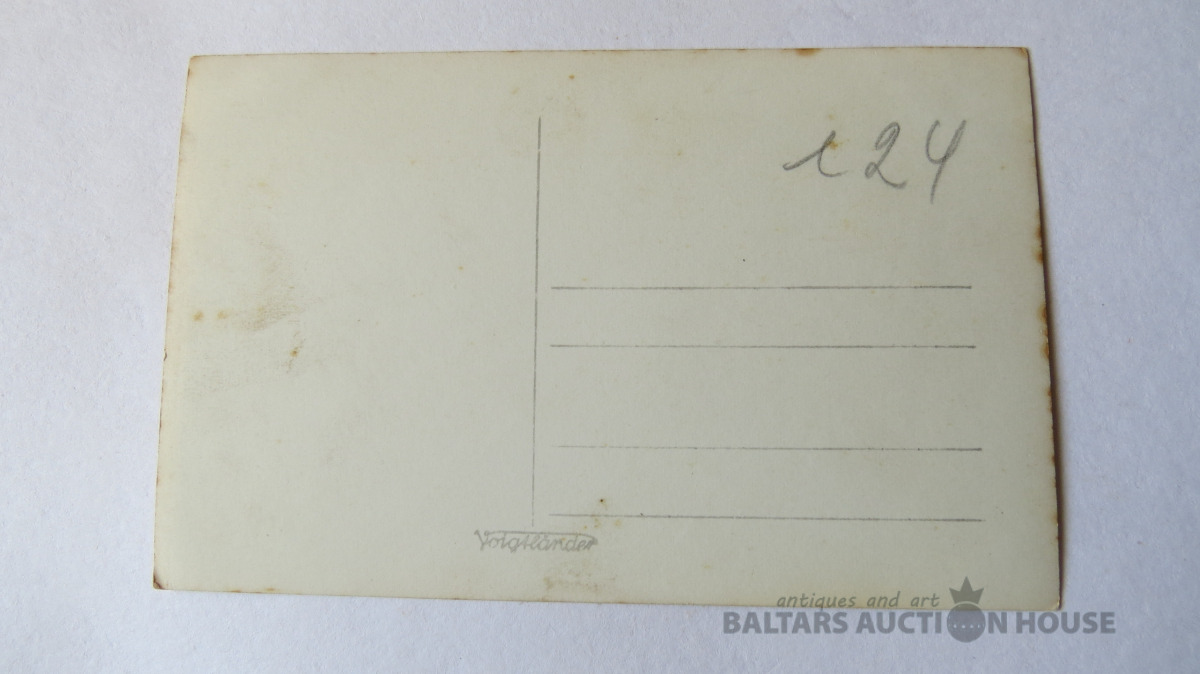 124
Voigtländer
antiques and art
BALTARS AUCTION HOUSE